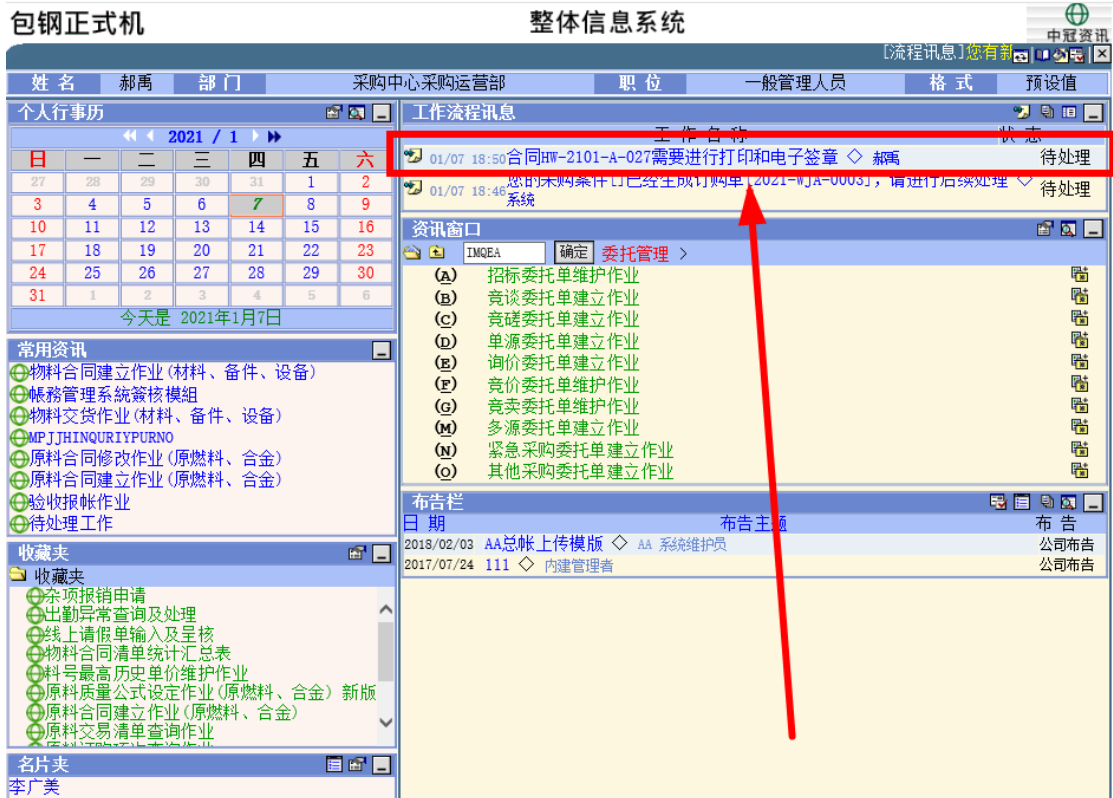 包钢正式机
整体信息系统
中冠资讯
[流程讯息]您有新
姓 名 郝禹 部 门 采购中心采购运营部 职 位 一般管理人员 格 式 预设值
个人行事历
2021 / 1
日 一 二 三 四 五 六
27 28 29 30 31 1 2
3 4 5 6 7 8 9
10 11 12 13 14 15 16
17 18 19 20 21 22 23
24 25 26 27 28 29 30
31 1 2 3 4 5 6
今天是 2021年1月7日
常用资讯
物料合同建立作业(材料、备件、设备)
帳務管理系統簽核模組
物料交货作业(材料、备件、设备)
MPJJHINQURIYPURNO
原料合同修改作业(原燃料、合金)
原料合同建立作业(原燃料、合金)
验收报帐作业
待处理工作
收藏夹
收藏夹
杂项报销申请
出勤异常查询及处理
线上请假单输入及呈核
物料合同清单统计汇总表
料号最高历史单价维护作业
原料质量公式设定作业(原燃料、合金) 新版
原料合同建立作业(原燃料、合金)
原料交易清单查询作业
名片夹
李广美
工作流程讯息
工 作 名 称 状 态
01/07 18:50 合同HW-2101-A-027需要进行打印和电子签章 ◇ 郝禹 待处理
01/07 18:46 您的采购案件[]已经生成订购单[2021-WJA-0003], 请进行后续处理 ◇ 待处理
系统
资讯窗口
IMQEA 确定 委托管理 >
(A) 招标委托单维护作业
(B) 竞谈委托单建立作业
(C) 竞磋委托单建立作业
(D) 单源委托单建立作业
(E) 询价委托单建立作业
(F) 竞价委托单维护作业
(G) 竞卖委托单维护作业
(M) 多源委托单建立作业
(N) 紧急采购委托单建立作业
(O) 其他采购委托单建立作业
布告栏
日 期 布告主题 布 告
2018/02/03 AA总帐上传模版 ◇ AA 系统维护员 公司布告
2017/07/24 111 ◇ 内建管理者 公司布告